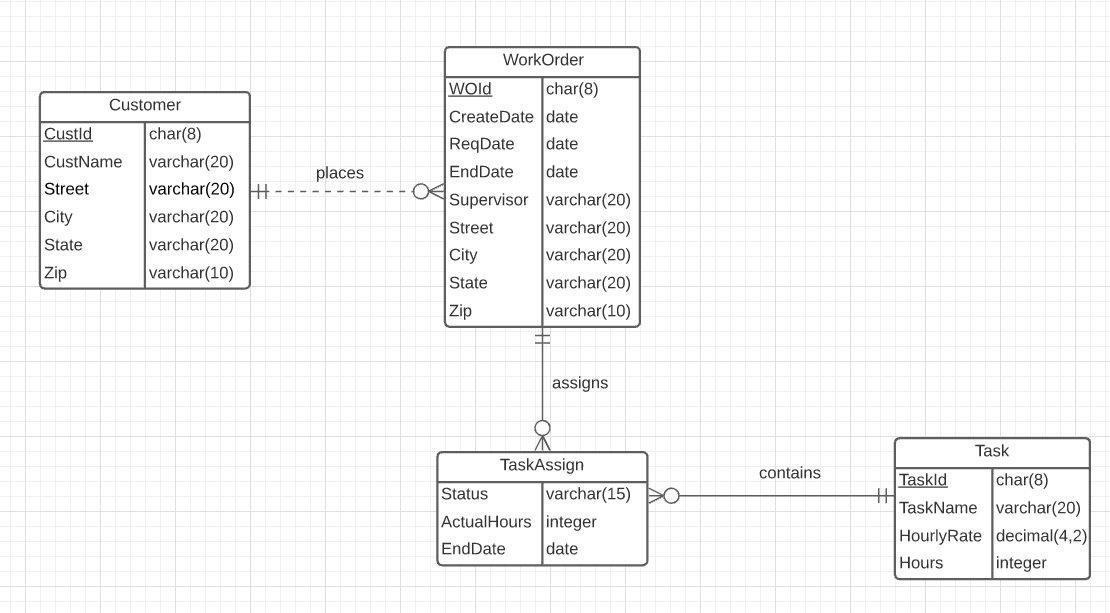 Customer
CustId char(8)
CustName varchar(20)
Street varchar(20)
City varchar(20)
State varchar(20)
Zip varchar(10)
places
WorkOrder
WOId char(8)
CreateDate date
ReqDate date
EndDate date
Supervisor varchar(20)
Street varchar(20)
City varchar(20)
State varchar(20)
Zip varchar(10)
assigns
TaskAssign
Status varchar(15)
ActualHours integer
EndDate date
contains
Task
TaskId char(8)
TaskName varchar(20)
HourlyRate decimal(4,2)
Hours integer